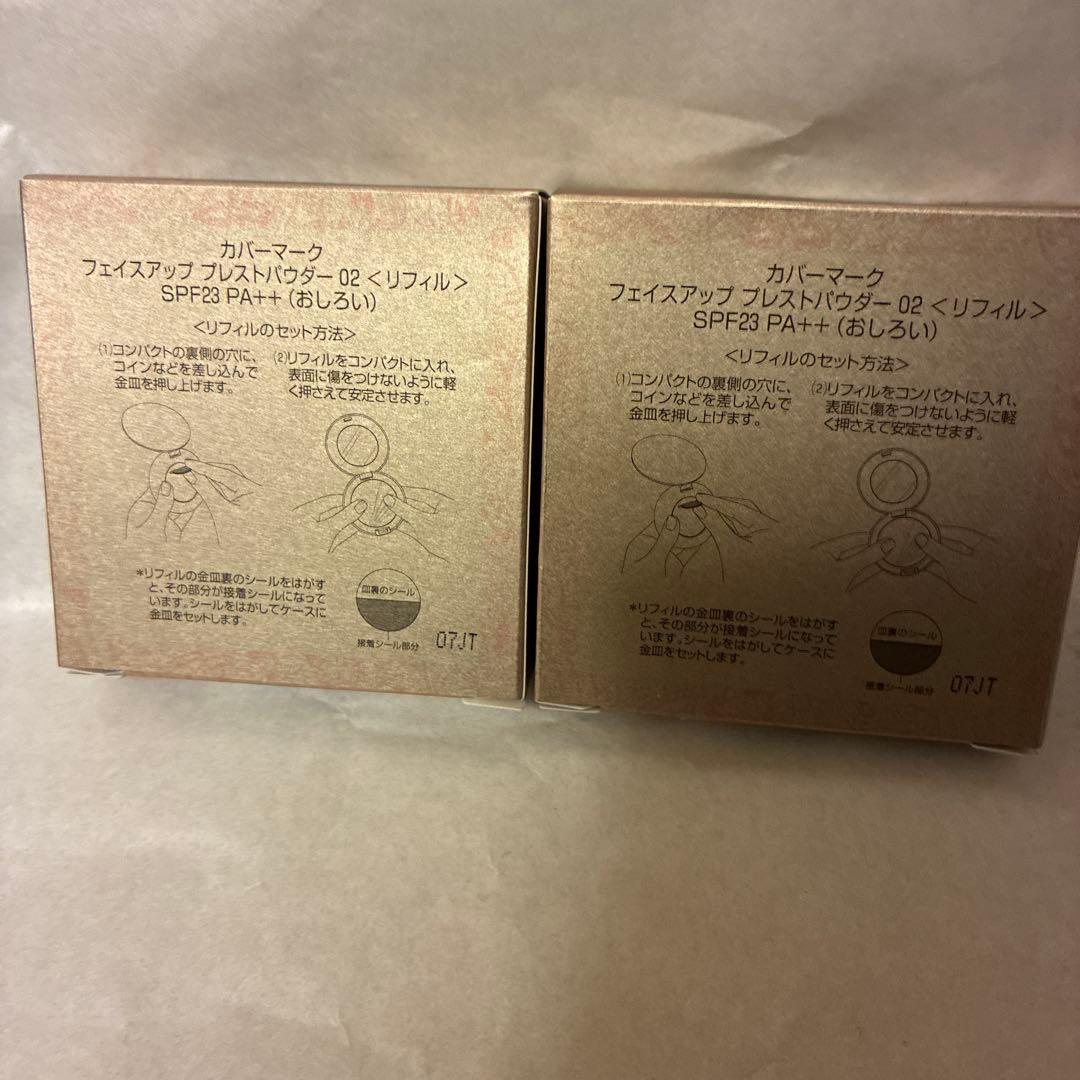 カバーマーク
フェイスアップ プレストパウダー 02 <リフィル>
SPF23 PA++ (おしろい)
<リフィルのセット方法>
(1)コンパクトの裏側の穴に、
コインなどを差し込んで
金皿を押し上げます。
(2)リフィルをコンパクトに入れ、
表面に傷をつけないように軽
く押さえて安定させます。
*リフィルの金皿裏のシールをはがす
と、その部分が接着シールになって
います。シールをはがしてケースに
金皿をセットします。
皿裏のシール
接着シール部分
07JT
カバーマーク
フェイスアップ プレストパウダー 02 <リフィル>
SPF23 PA++ (おしろい)
<リフィルのセット方法>
(1)コンパクトの裏側の穴に、
コインなどを差し込んで
金皿を押し上げます。
(2)リフィルをコンパクトに入れ、
表面に傷をつけないように軽
く押さえて安定させます。
*リフィルの金皿裏のシールをはがす
と、その部分が接着シールになって
います。シールをはがしてケースに
金皿をセットします。
皿裏のシール
接着シール部分
07JT